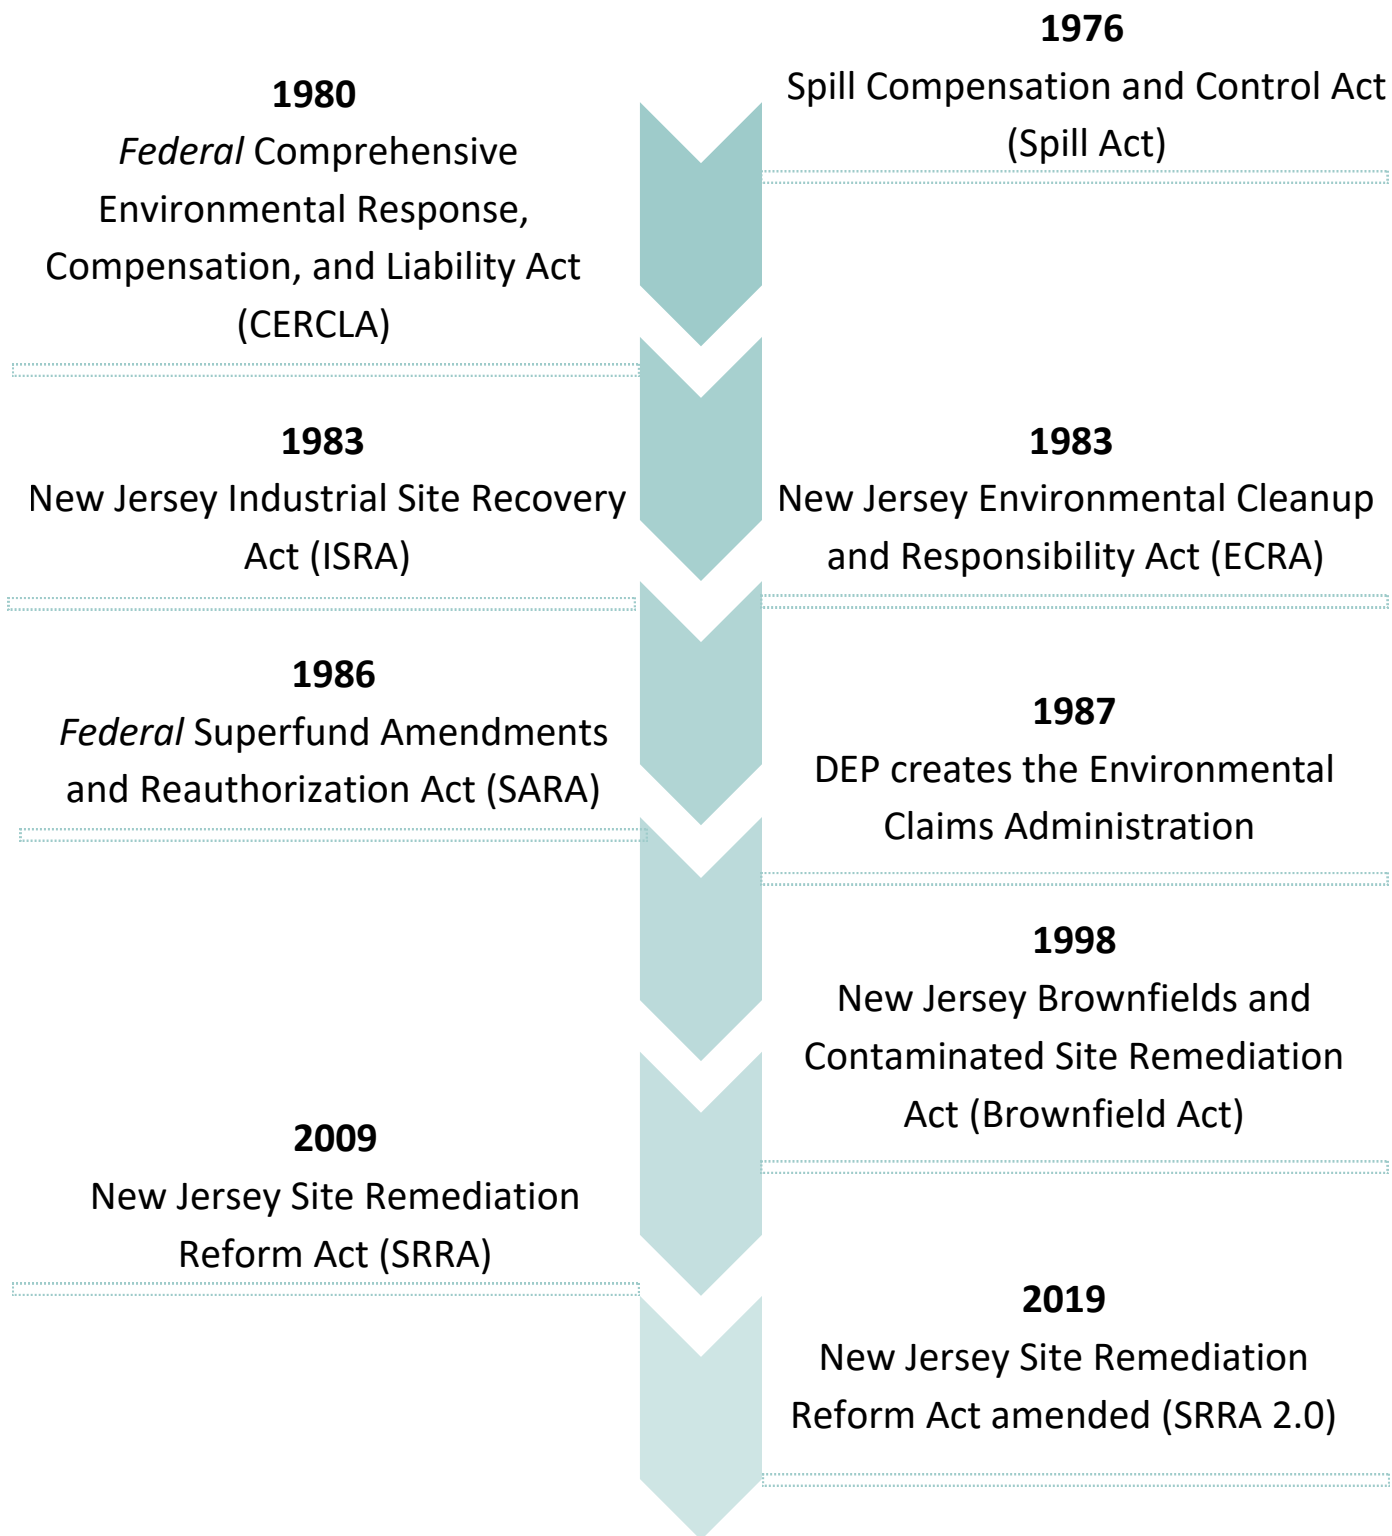 1976
Spill Compensation and Control Act
(Spill Act)
1980
Federal Comprehensive
Environmental Response,
Compensation, and Liability Act
(CERCLA)
1983
New Jersey Industrial Site Recovery
Act (ISRA)
1983
New Jersey Environmental Cleanup
and Responsibility Act (ECRA)
1986
Federal Superfund Amendments
and Reauthorization Act (SARA)
1987
DEP creates the Environmental
Claims Administration
1998
New Jersey Brownfields and
Contaminated Site Remediation
Act (Brownfield Act)
2009
New Jersey Site Remediation
Reform Act (SRRA)
2019
New Jersey Site Remediation
Reform Act amended (SRRA 2.0)